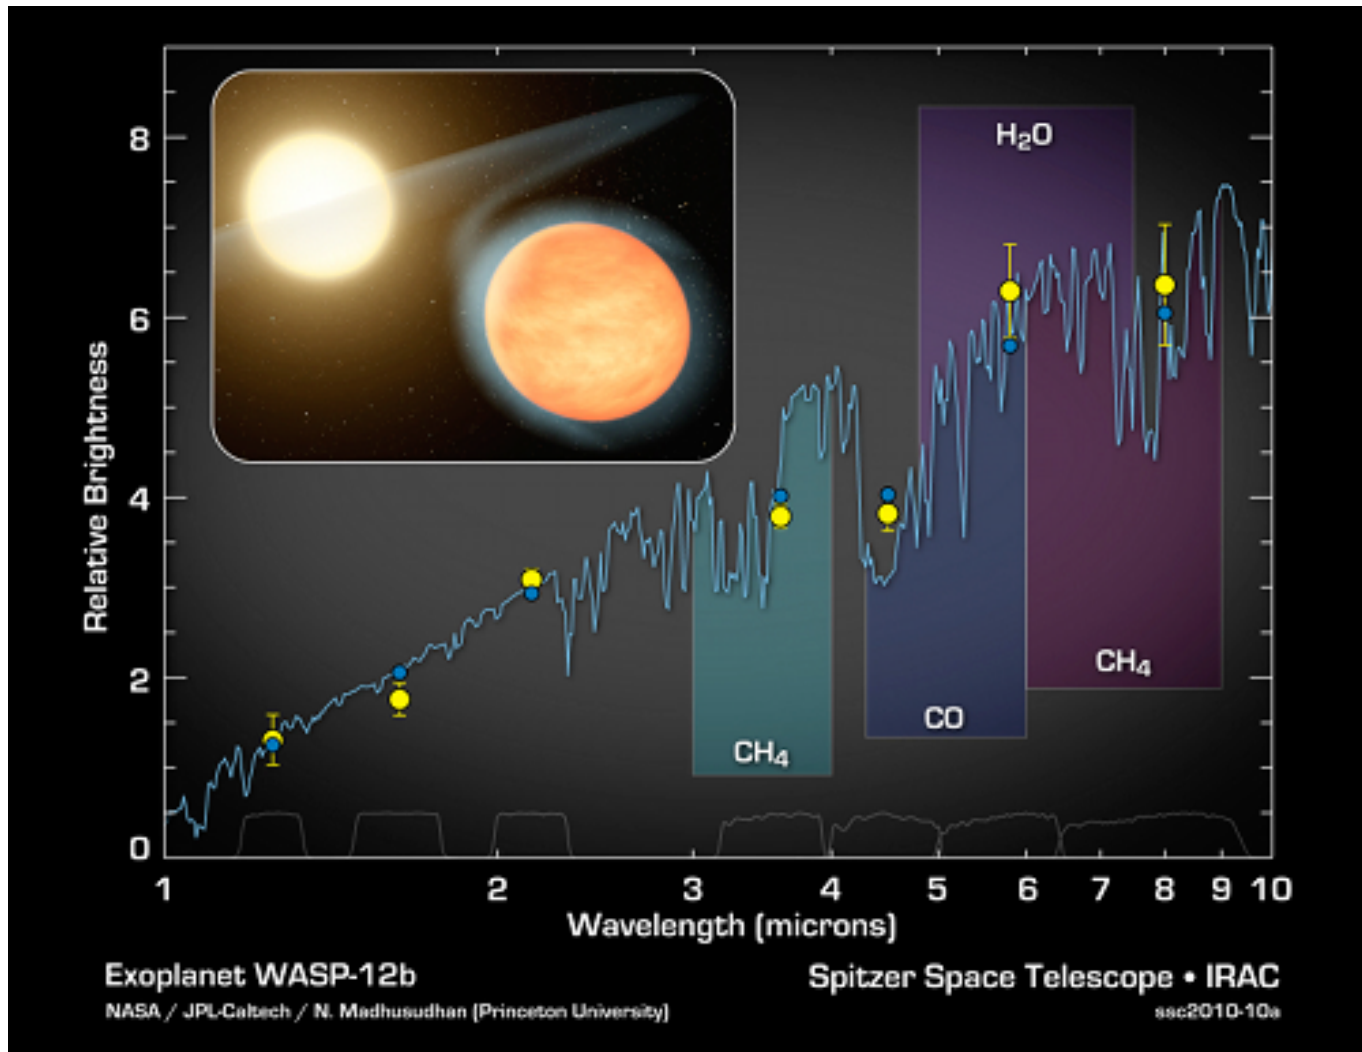 8
6
4
2
0
Relative Brightness
H₂O
CH₄
CO
CH₄
1 2 3 4 5 6 7 8 9 10
Wavelength (microns)
Exoplanet WASP-12b
NASA / JPL-Caltech / N. Madhusudhan (Princeton University)
Spitzer Space Telescope • IRAC
ssc2010-10a